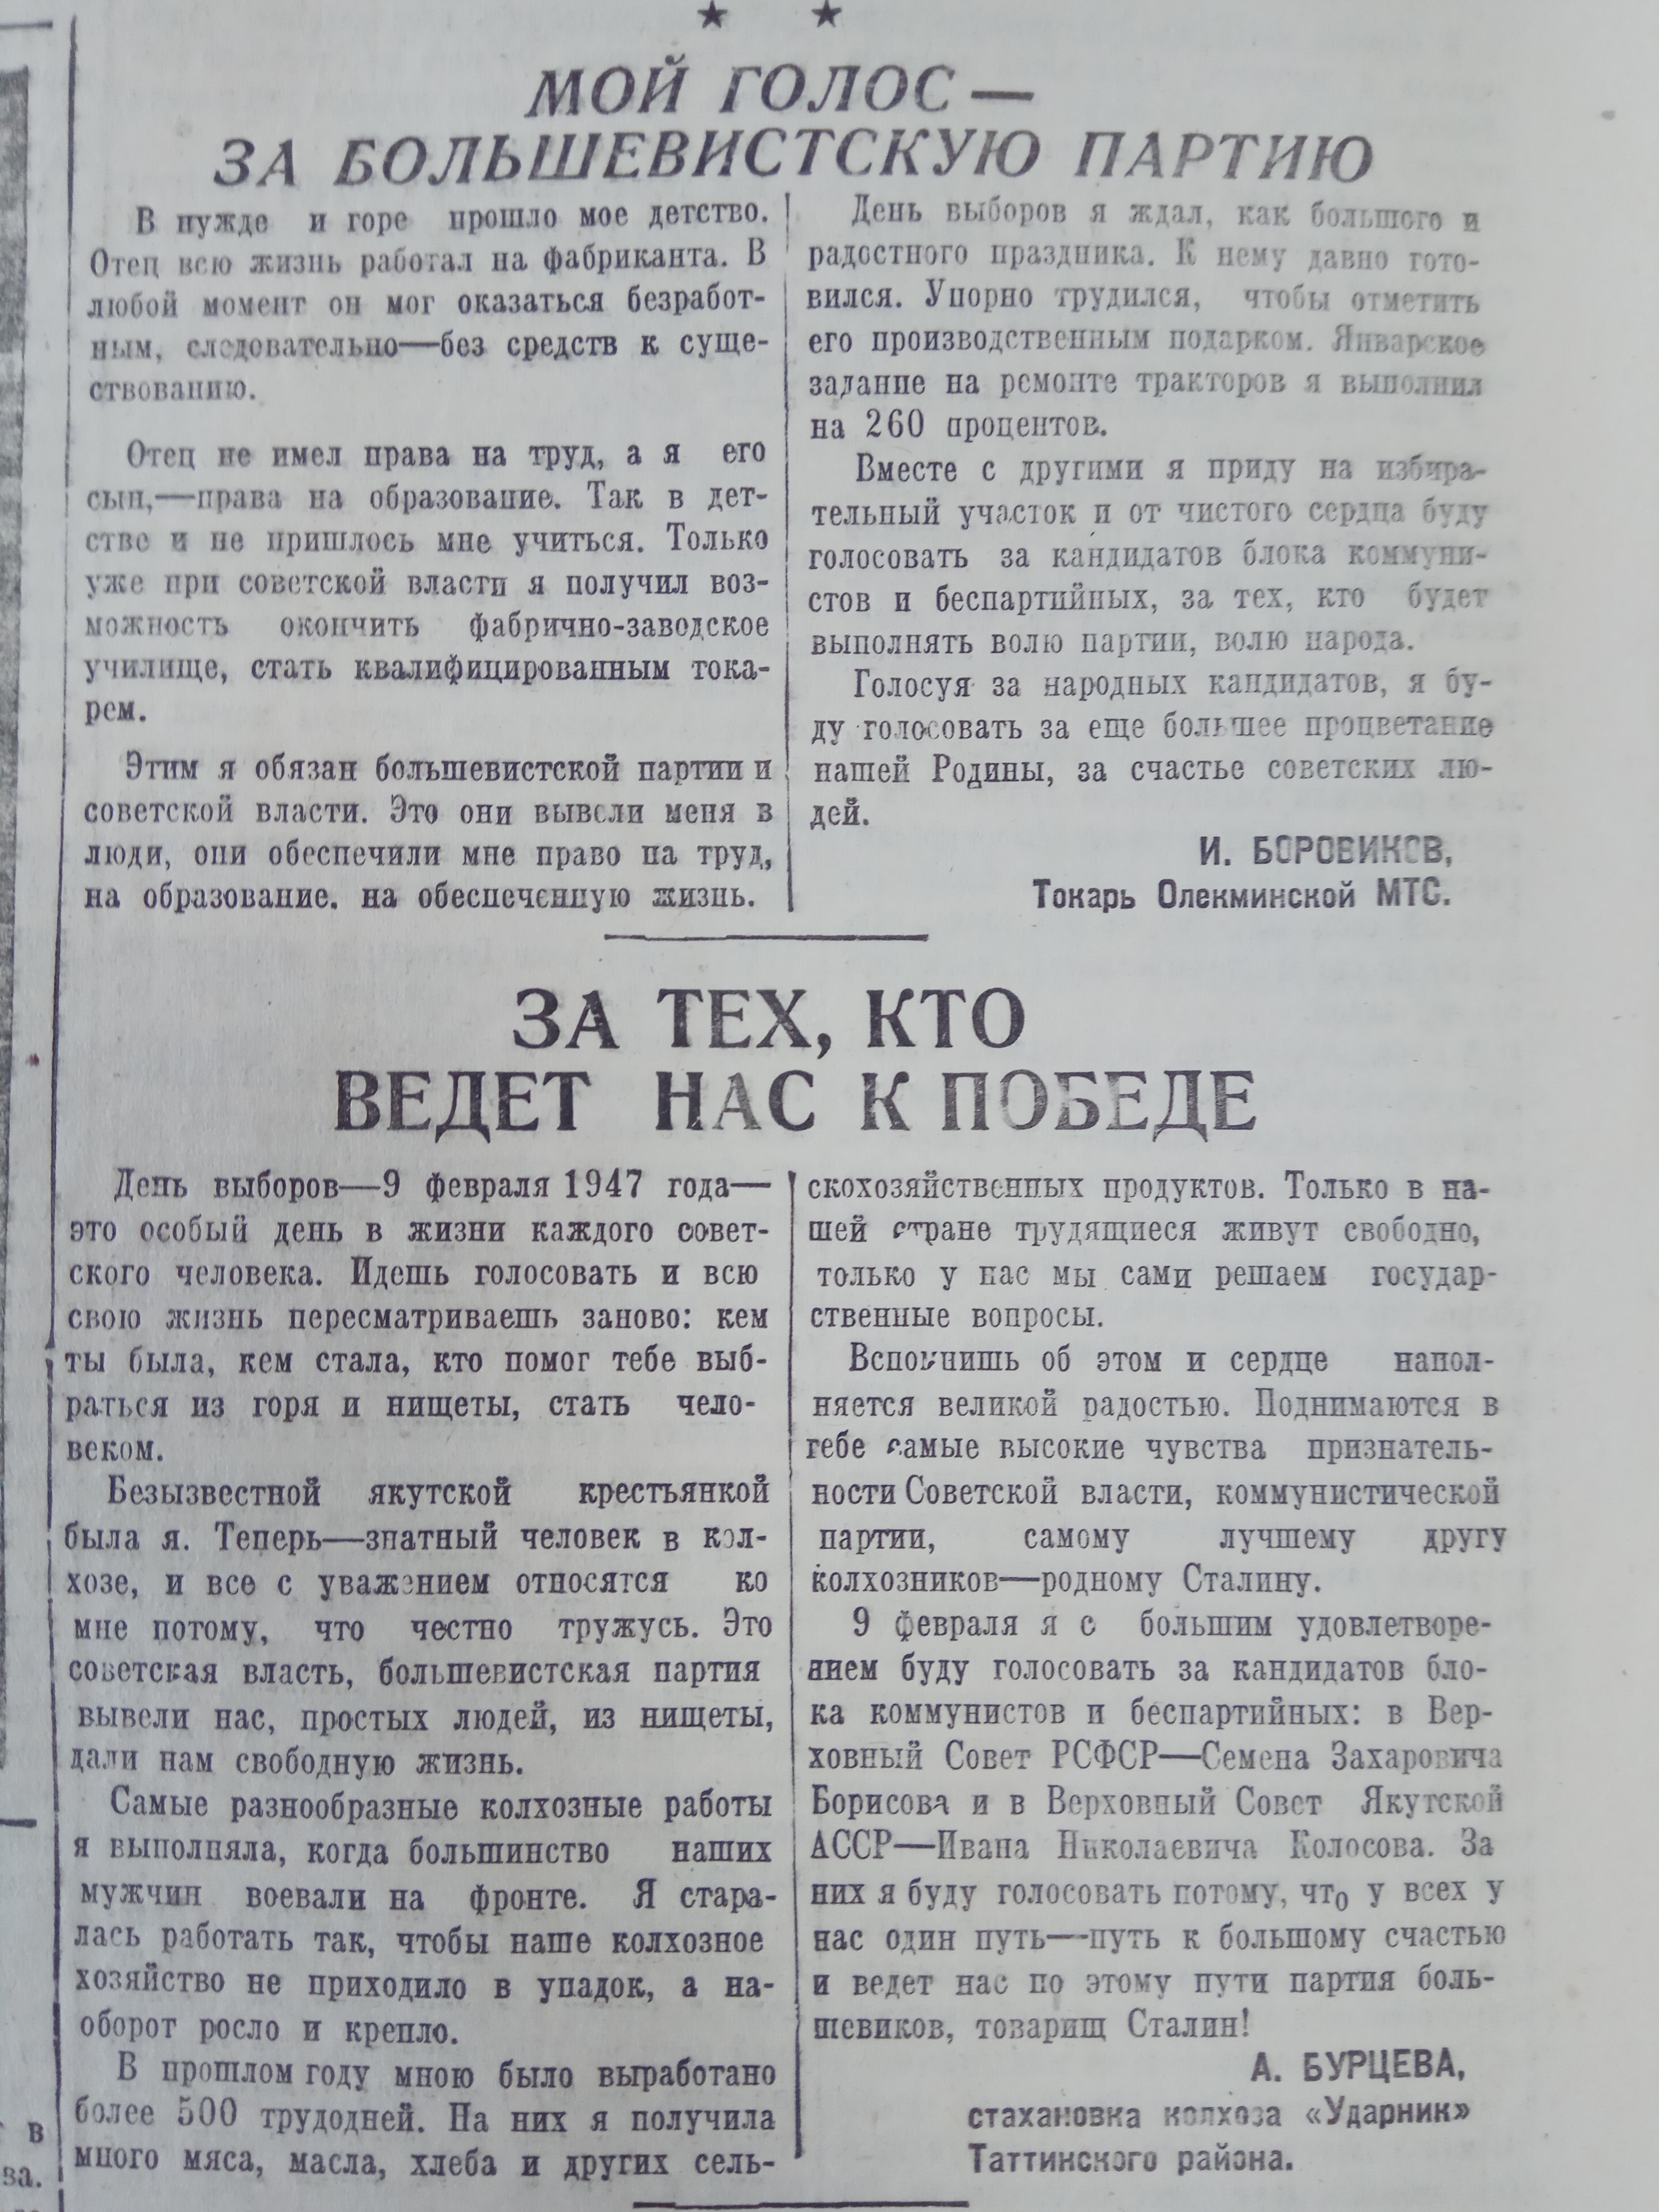 ★ ★
МОЙ ГОЛОС —
ЗА БОЛЬШЕВИСТСКУЮ ПАРТИЮ
В нужде и горе прошло мое детство.
Отец всю жизнь работал на фабриканта. В
любой момент он мог оказаться безработ-
ным, следовательно—без средств к суще-
ствованию.
Отец не имел права на труд, а я его
сын,—права на образование. Так в дет-
стве и не пришлось мне учиться. Только
уже при советской власти я получил воз-
можность окончить фабрично-заводское
училище, стать квалифицированным тока-
рем.
Этим я обязан большевистской партии и
советской власти. Это они вывели меня в
люди, они обеспечили мне право на труд,
на образование, на обеспеченную жизнь.
День выборов я ждал, как большого и
радостного праздника. К нему давно гото-
вился. Упорно трудился, чтобы отметить
его производственным подарком. Январское
задание на ремонте тракторов я выполнил
на 260 процентов.
Вместе с другими я приду на избира-
тельный участок и от чистого сердца буду
голосовать за кандидатов блока коммуни-
стов и беспартийных, за тех, кто будет
выполнять волю партии, волю народа.
Голосуя за народных кандидатов, я бу-
ду голосовать за еще большее процветание
нашей Родины, за счастье советских лю-
дей.
И. БОРОВИКОВ,
Токарь Олекминской МТС.
ЗА ТЕХ, КТО
ВЕДЕТ НАС К ПОБЕДЕ
День выборов—9 февраля 1947 года—
это особый день в жизни каждого совет-
ского человека. Идешь голосовать и всю
свою жизнь пересматриваешь заново: кем
ты была, кем стала, кто помог тебе выб-
раться из горя и нищеты, стать чело-
веком.
Безызвестной якутской крестьянкой
была я. Теперь—знатный человек в кол-
хозе, и все с уважением относятся ко
мне потому, что честно тружусь. Это
советская власть, большевистская партия
вывели нас, простых людей, из нищеты,
дали нам свободную жизнь.
Самые разнообразные колхозные работы
я выполняла, когда большинство наших
мужчин воевали на фронте. Я стара-
лась работать так, чтобы наше колхозное
хозяйство не приходило в упадок, а на-
оборот росло и крепло.
В прошлом году мною было выработано
более 500 трудодней. На них я получила
много мяса, масла, хлеба и других сель-
скохозяйственных продуктов. Только в на-
шей стране трудящиеся живут свободно,
только у нас мы сами решаем государ-
ственные вопросы.
Вспомнишь об этом и сердце напол-
няется великой радостью. Поднимаются в
тебе самые высокие чувства признатель-
ности Советской власти, коммунистической
партии, самому лучшему другу
колхозников—родному Сталину.
9 февраля я с большим удовлетворе-
нием буду голосовать за кандидатов бло-
ка коммунистов и беспартийных: в Вер-
ховный Совет РСФСР—Семена Захаровича
Борисова и в Верховный Совет Якутской
АССР—Ивана Николаевича Колосова. За
них я буду голосовать потому, что у всех у
нас один путь—путь к большому счастью
и ведет нас по этому пути партия боль-
шевиков, товарищ Сталин!
А. БУРЦЕВА,
стахановка колхоза «Ударник»
Таттинского района.
в
ва.